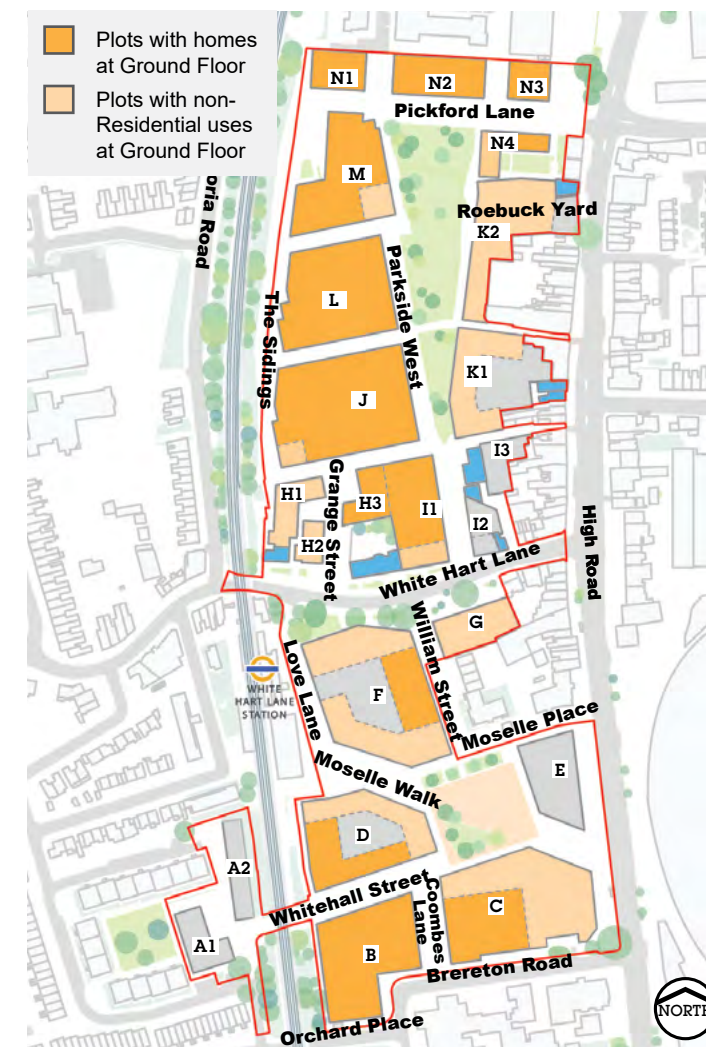 Plots with homes
at Ground Floor
Plots with non-
Residential uses
at Ground Floor
N1
N2
N3
Pickford Lane
N4
M
Roebuck Yard
K2
oria Road
The Sidings
Parkside West
L
K1
J
I3
H1
Grange Street
H3
I1
I2
H2
High Road
White Hart Lane
G
William Street
Love Lane
WHITE
HART LANE
STATION
F
Moselle Place
E
Moselle Walk
D
A2
Whitehall Street
Coombes
Lane
C
A1
B
Brereton Road
Orchard Place
NORTH